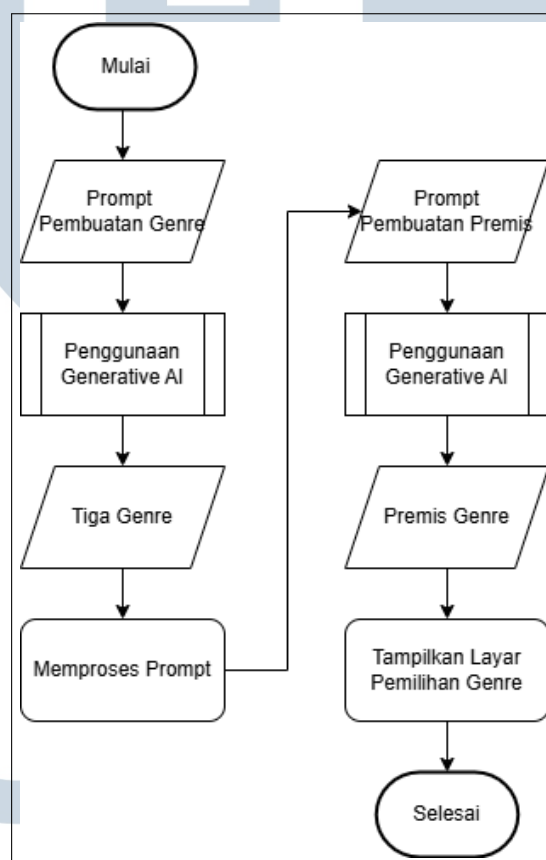 Mulai
Prompt
Pembuatan Genre
Penggunaan
Generative AI
Tiga Genre
Memproses Prompt
Prompt
Pembuatan Premis
Penggunaan
Generative AI
Premis Genre
Tampilkan Layar
Pemilihan Genre
Selesai